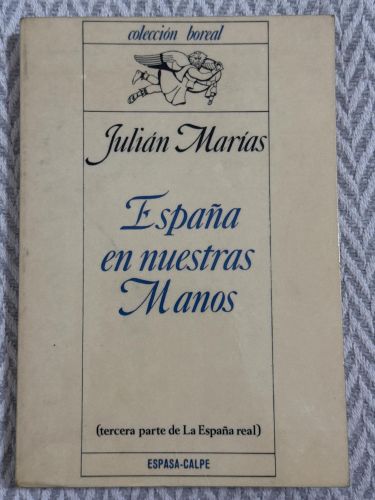 colección boreal
Julián Marías
España
en nuestras
Manos
(tercera parte de La España real)
ESPASA-CALPE